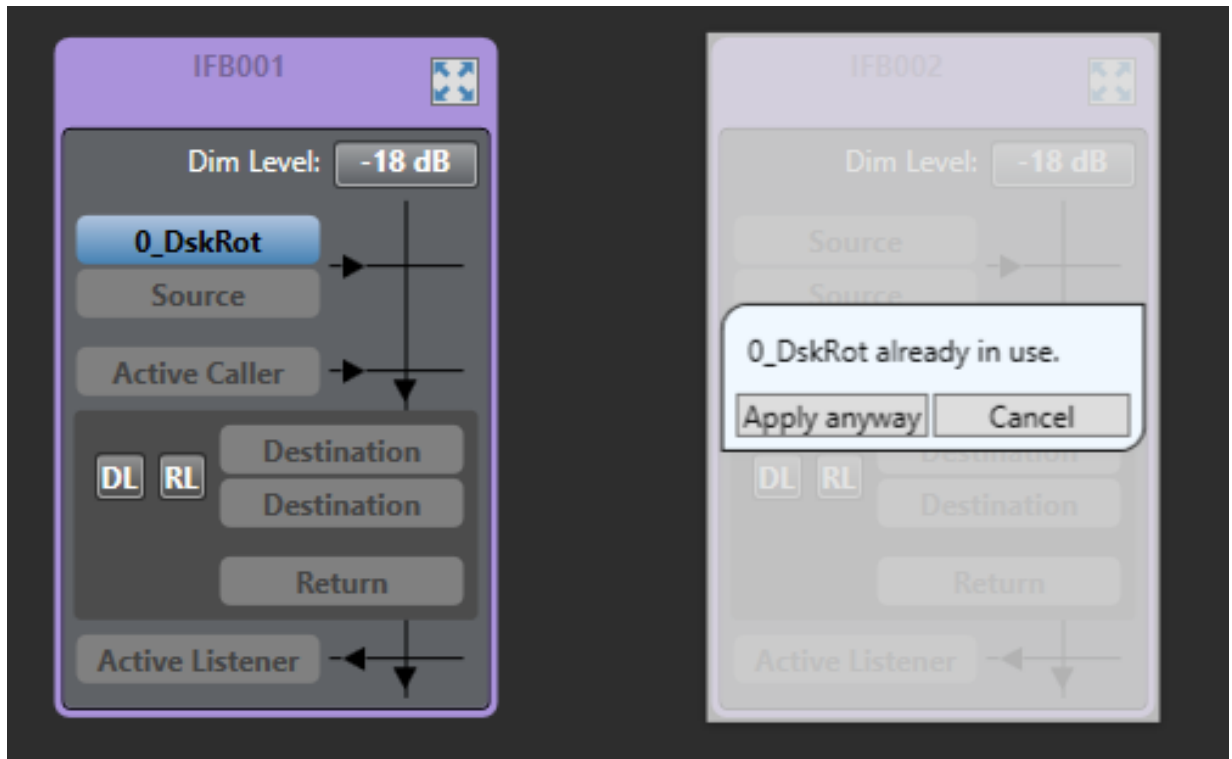 IFB001
Dim Level: -18 dB
0_DskRot
Source
Active Caller
Destination
DL RL
Destination
Return
Active Listener
IFB002
Dim Level: -18 dB
Source
Source
0_DskRot already in use.
Apply anyway Cancel
Destination
DL RL
Destination
Return
Active Listener